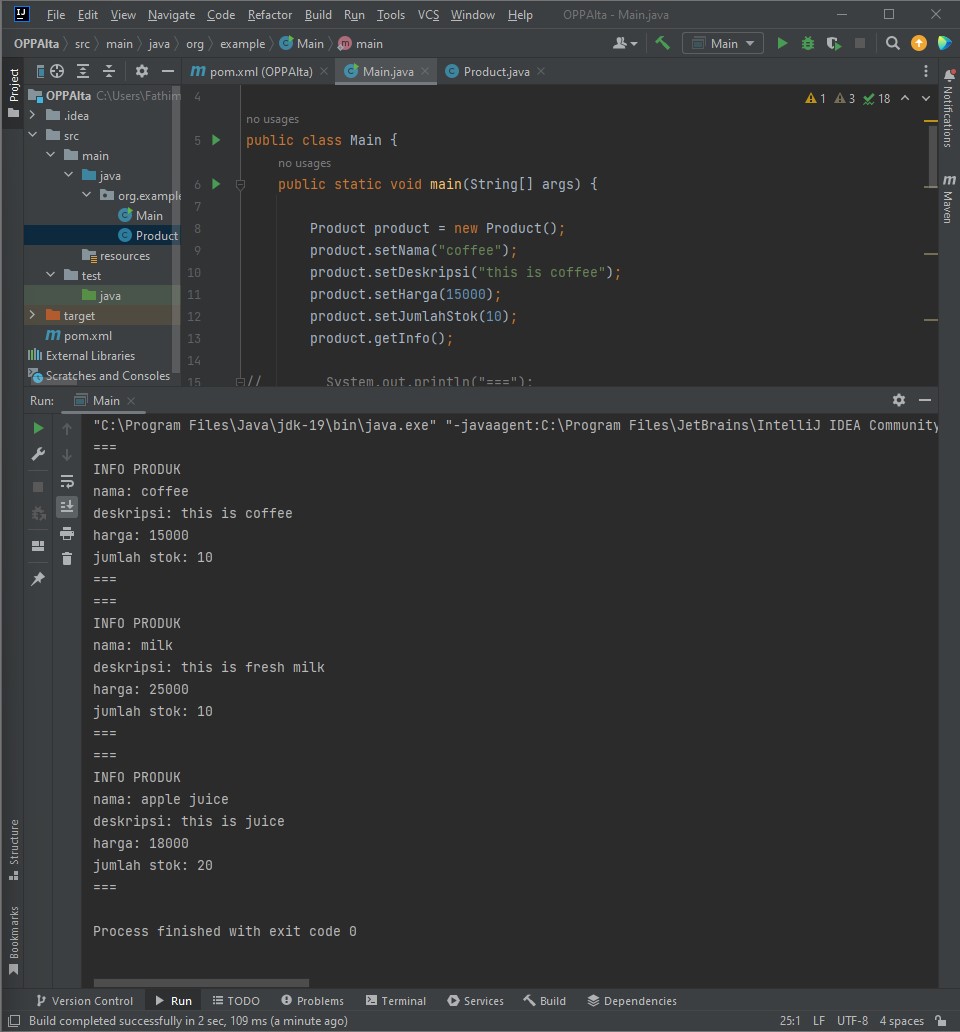 IJ File Edit View Navigate Code Refactor Build Run Tools VCS Window Help OPPAlta - Main.java
OPPAlta src main java org example Main main Main
Project
pom.xml (OPPAlta) Main.java Product.java
OPPAlta C:\Users\Fathim
.idea
src
main
java
org.example
Main
Product
resources
test
java
target
pom.xml
External Libraries
Scratches and Consoles
1 3 18
4
no usages
5 public class Main {
no usages
6 public static void main(String[] args) {
7
8 Product product = new Product();
9 product.setNama("coffee");
10 product.setDeskripsi("this is coffee");
11 product.setHarga(15000);
12 product.setJumlahStok(10);
13 product.getInfo();
14
15 // System.out.println("===");
Notifications
Maven
Run: Main
"C:\Program Files\Java\jdk-19\bin\java.exe" "-javaagent:C:\Program Files\JetBrains\IntelliJ IDEA Community
===
INFO PRODUK
nama: coffee
deskripsi: this is coffee
harga: 15000
jumlah stok: 10
===
===
INFO PRODUK
nama: milk
deskripsi: this is fresh milk
harga: 25000
jumlah stok: 10
===
===
INFO PRODUK
nama: apple juice
deskripsi: this is juice
harga: 18000
jumlah stok: 20
===
Process finished with exit code 0
Structure
Bookmarks
Version Control Run TODO Problems Terminal Services Build Dependencies
Build completed successfully in 2 sec, 109 ms (a minute ago) 25:1 LF UTF-8 4 spaces